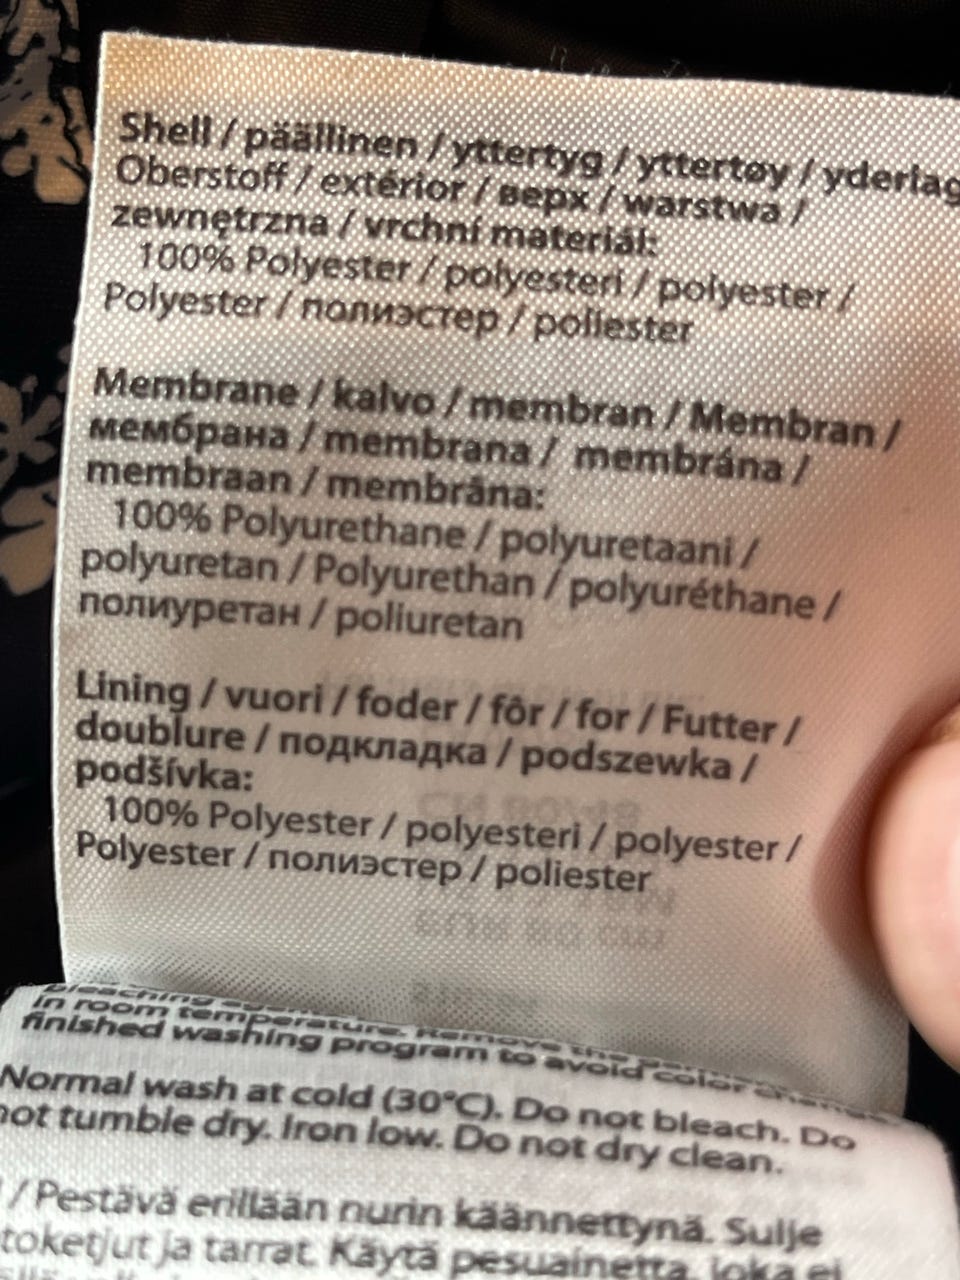 Shell / päällinen / yttertyg / yttertøy / yderlag
Oberstoff / extérior / верх / warstwa /
zewnętrzna / vrchní materiál:
100% Polyester / polyesteri / polyester /
Polyester / полиэстер / poliester
Membrane / kalvo / membran / Membran /
мембрана / membrana / membrána /
membraan / membrāna:
100% Polyurethane / polyuretaani /
polyuretan / Polyurethan / polyuréthane /
полиуретан / poliuretan
Lining / vuori / foder / fôr / for / Futter /
doublure / подкладка / podszewka /
podšívka:
100% Polyester / polyesteri / polyester /
Polyester / полиэстер / poliester
bleaching
in room temperature. Remove the
finished washing program to avoid color
Normal wash at cold (30°C). Do not bleach. Do
not tumble dry. Iron low. Do not dry clean.
/ Pestävä erillään nurin käännettynä. Sulje
ja tarrat. Käytä pesuainetta, joka ei